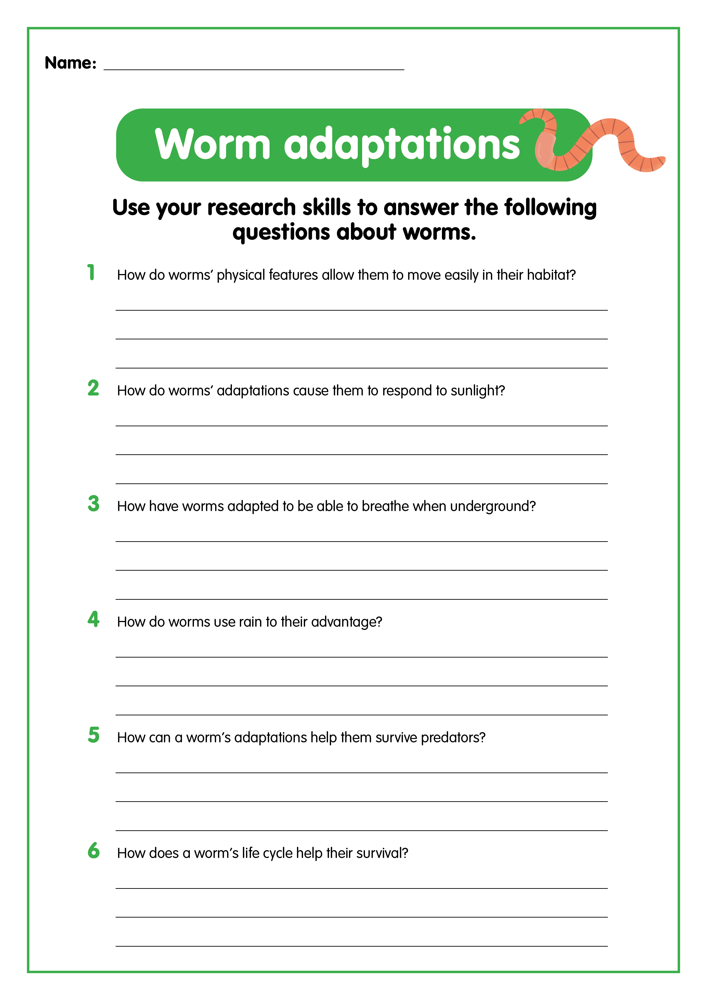 Name:
Worm adaptations
Use your research skills to answer the following
questions about worms.
1 How do worms’ physical features allow them to move easily in their habitat?
2 How do worms’ adaptations cause them to respond to sunlight?
3 How have worms adapted to be able to breathe when underground?
4 How do worms use rain to their advantage?
5 How can a worm’s adaptations help them survive predators?
6 How does a worm’s life cycle help their survival?